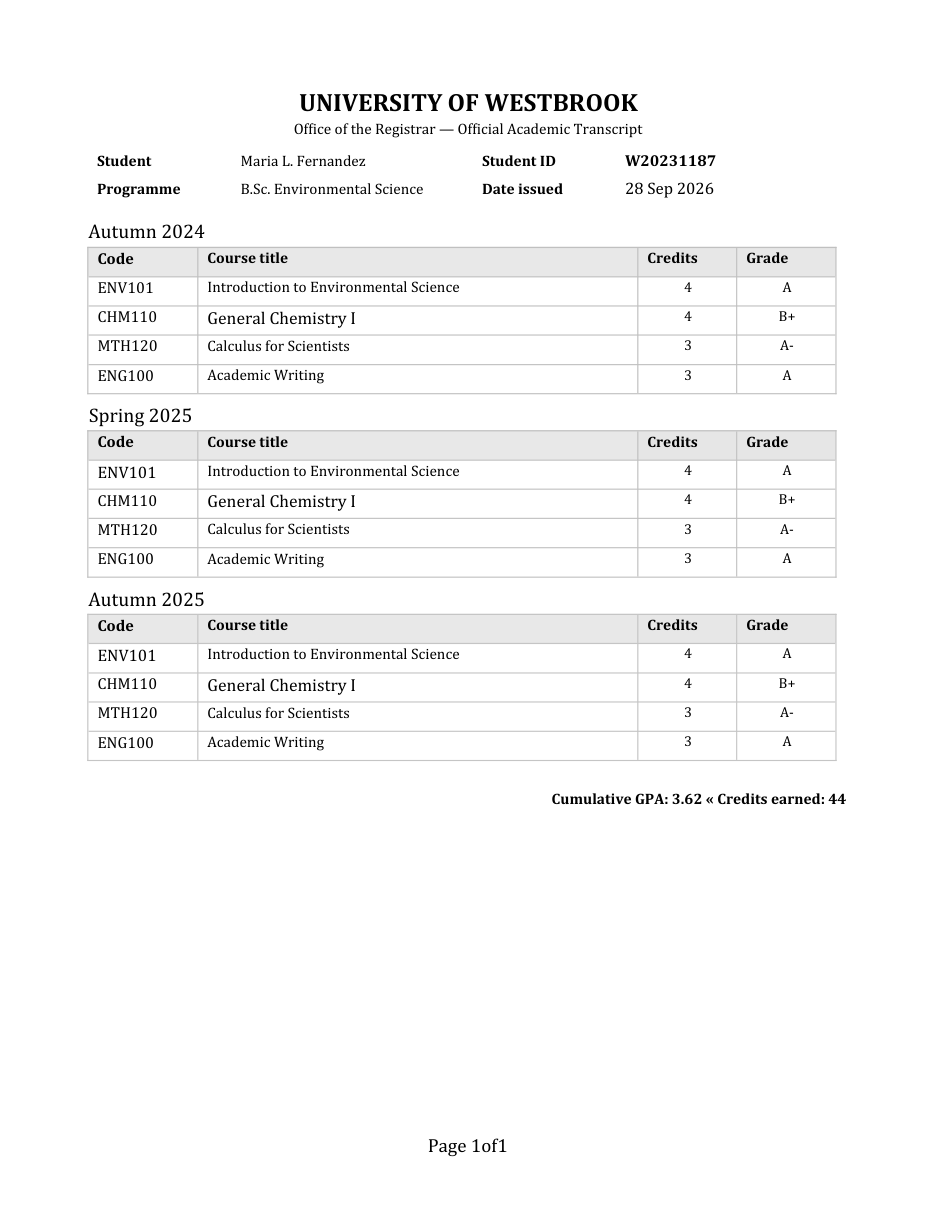 UNIVERSITY OF WESTBROOK
Office of the Registrar — Official Academic Transcript
Student Maria L. Fernandez Student ID W20231187
Programme B.Sc. Environmental Science Date issued 28 Sep 2026
Autumn 2024
Code Course title Credits Grade
ENV101 Introduction to Environmental Science 4 A
CHM110 General Chemistry I 4 B+
MTH120 Calculus for Scientists 3 A-
ENG100 Academic Writing 3 A
Spring 2025
Code Course title Credits Grade
ENV101 Introduction to Environmental Science 4 A
CHM110 General Chemistry I 4 B+
MTH120 Calculus for Scientists 3 A-
ENG100 Academic Writing 3 A
Autumn 2025
Code Course title Credits Grade
ENV101 Introduction to Environmental Science 4 A
CHM110 General Chemistry I 4 B+
MTH120 Calculus for Scientists 3 A-
ENG100 Academic Writing 3 A
Cumulative GPA: 3.62 « Credits earned: 44
Page 1of1